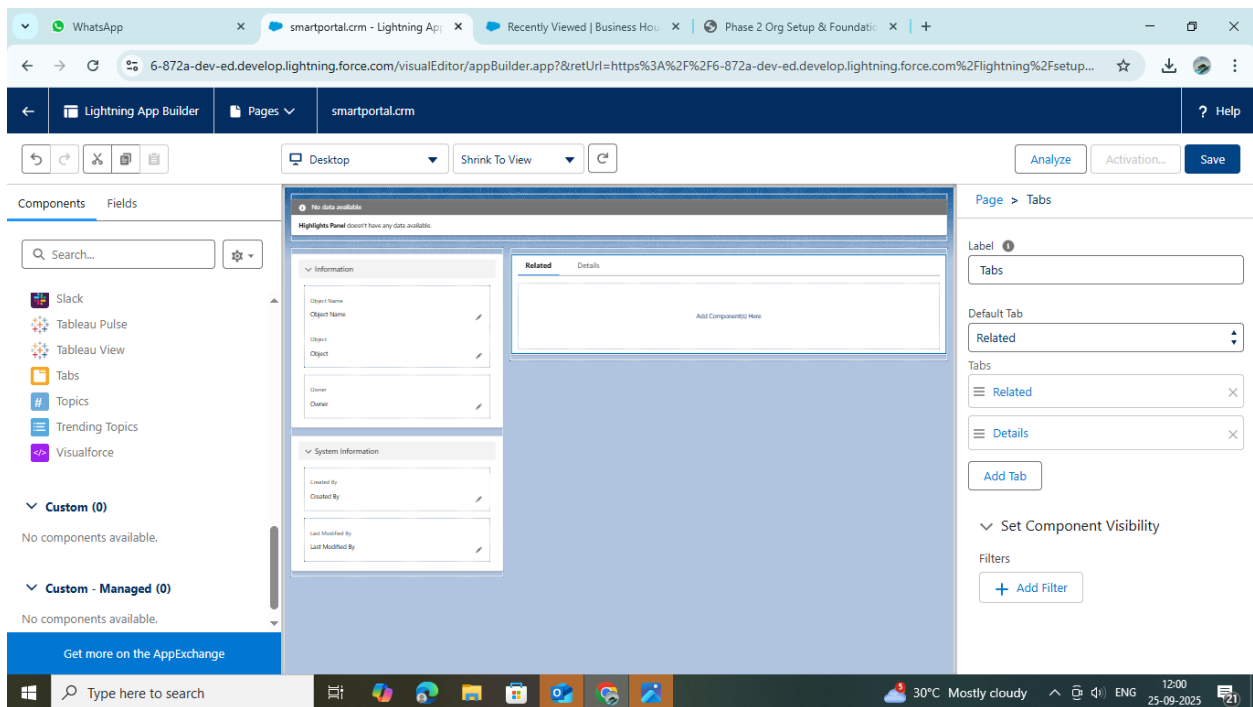 WhatsApp
smartportal.crm - Lightning App
Recently Viewed | Business Hou
Phase 2 Org Setup & Foundatio
6-872a-dev-ed.develop.lightning.force.com/visualEditor/appBuilder.app?&retUrl=https%3A%2F%2F6-872a-dev-ed.develop.lightning.force.com%2Flightning%2Fsetup...
Lightning App Builder
Pages
smartportal.crm
? Help
Desktop
Shrink To View
Analyze
Activation...
Save
Components
Fields
Search...
Slack
Tableau Pulse
Tableau View
Tabs
# Topics
Trending Topics
</> Visualforce
Custom (0)
No components available.
Custom - Managed (0)
No components available.
Get more on the AppExchange
No data available
Highlights Panel doesn't have any data available.
Information
Object Name
Object Name
Object
Object
Owner
Owner
System Information
Created By
Created By
Last Modified By
Last Modified By
Related
Details
Add Component(s) Here
Page > Tabs
Label
Tabs
Default Tab
Related
Tabs
Related
Details
Add Tab
Set Component Visibility
Filters
+ Add Filter
Type here to search
30°C Mostly cloudy
ENG
12:00
25-09-2025
21